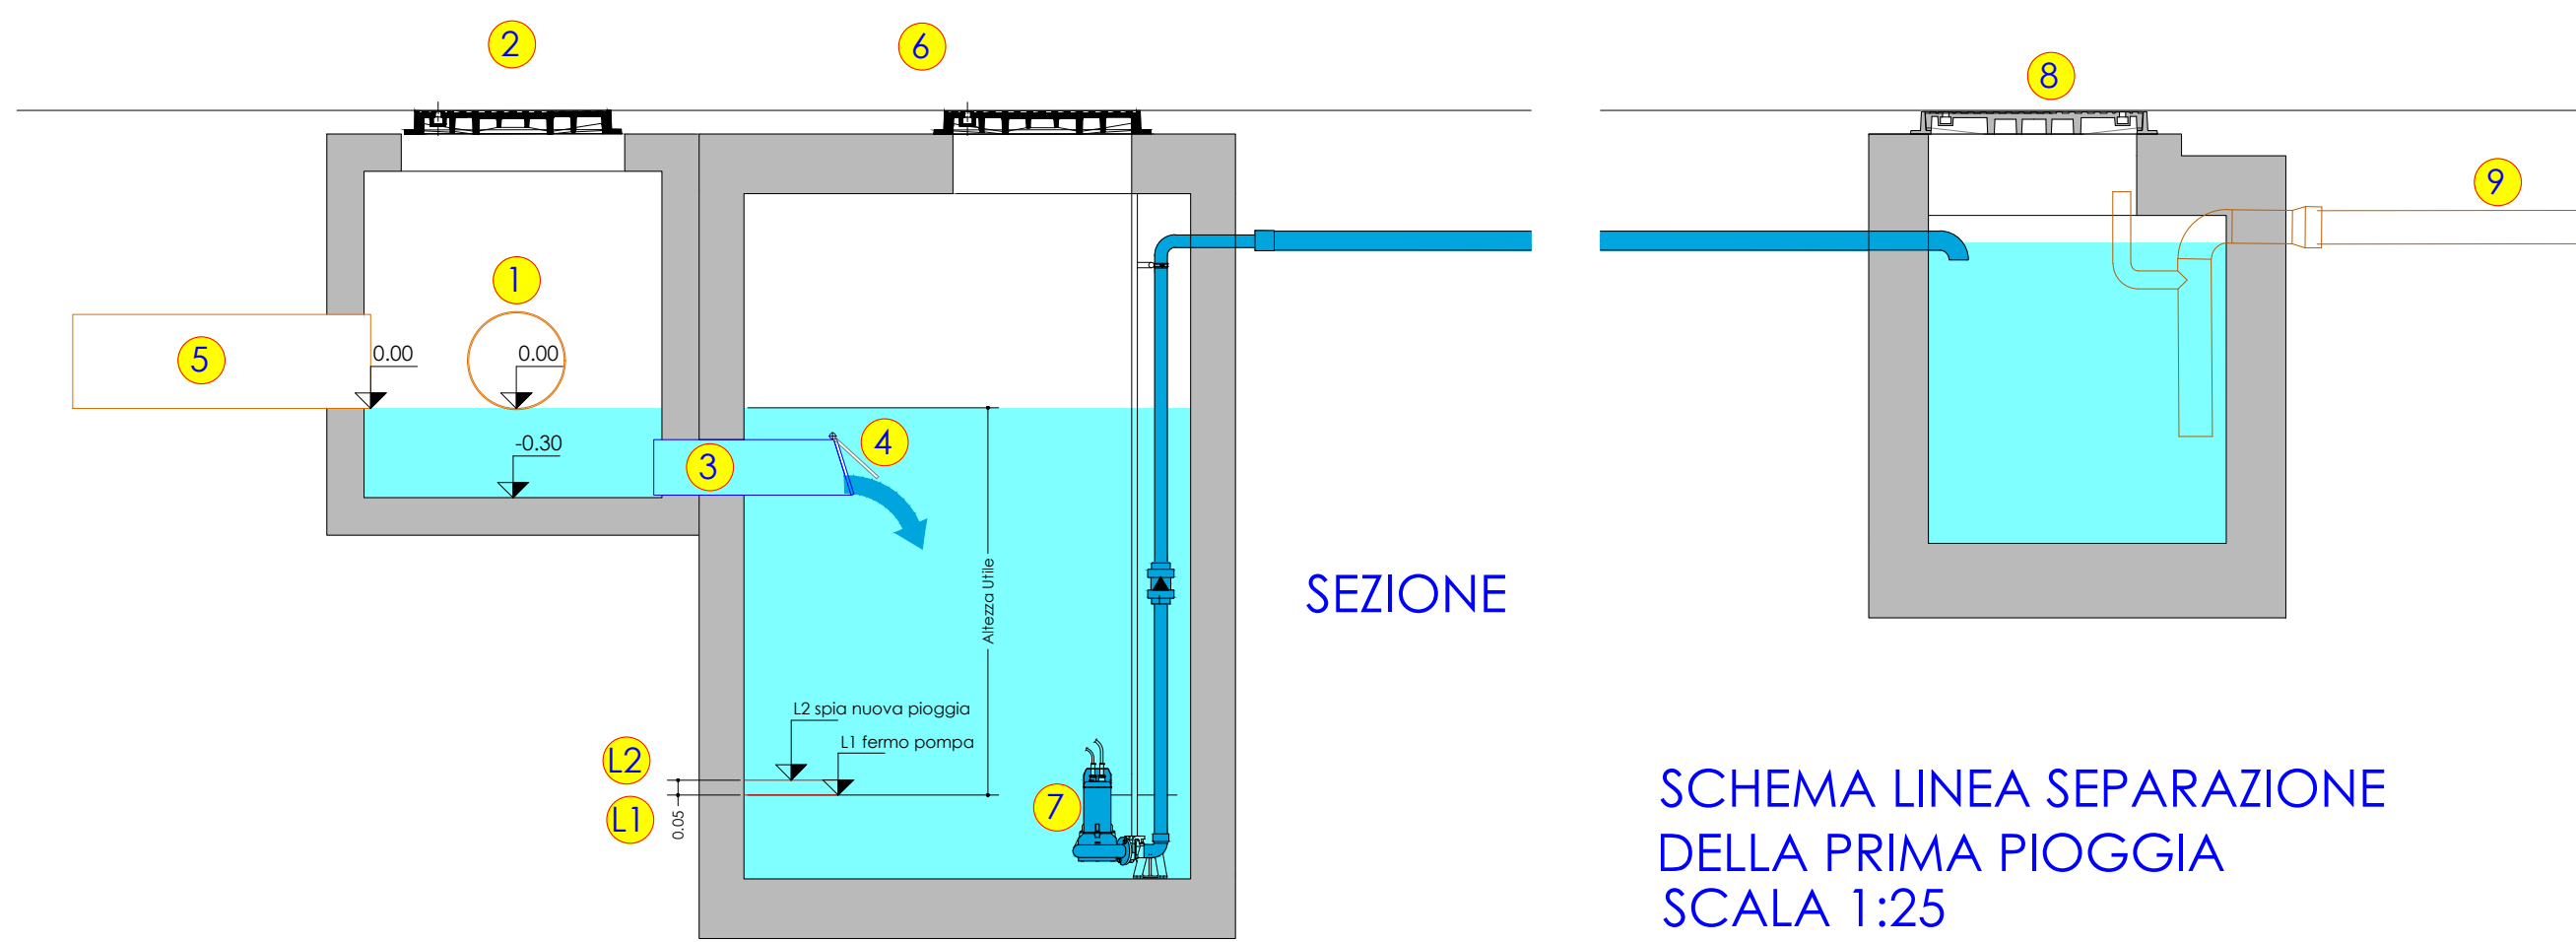 2
6
8
9
1
5
0.00
0.00
-0.30
3
4
Altezza Utile
SEZIONE
L2 spia nuova pioggia
L1 fermo pompa
L2
L1
0.05
7
SCHEMA LINEA SEPARAZIONE
DELLA PRIMA PIOGGIA
SCALA 1:25